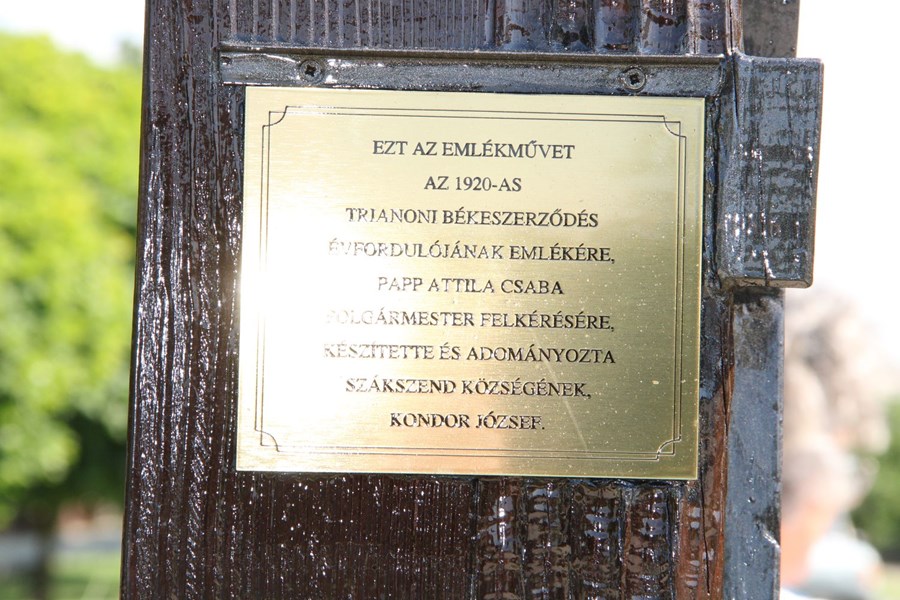 EZT AZ EMLÉKMŰVET
AZ 1920-AS
TRIANONI BÉKESZERZŐDÉS
ÉVFORDULÓJÁNAK EMLÉKÉRE,
PAPP ATTILA CSABA
POLGÁRMESTER FELKÉRÉSÉRE,
KÉSZÍTETTE ÉS ADOMÁNYOZTA
SZÁKSZEND KÖZSÉGÉNEK,
KONDOR JÓZSEF.